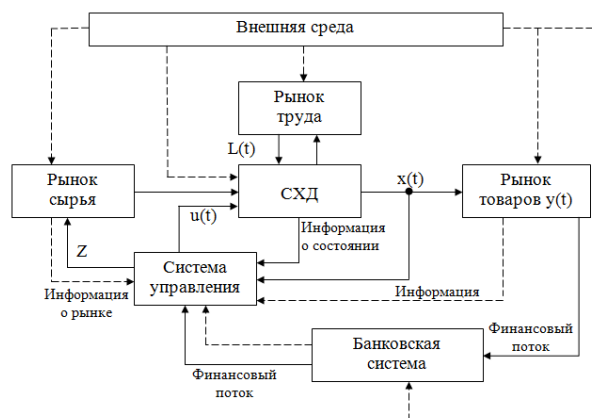 Внешняя среда
Рынок
труда
L(t)
Рынок
сырья
СХД
x(t)
Рынок
товаров y(t)
u(t)
Информация
о состоянии
Z
Система
управления
Информация
о рынке
Информация
Финансовый
поток
Банковская
система
Финансовый
поток